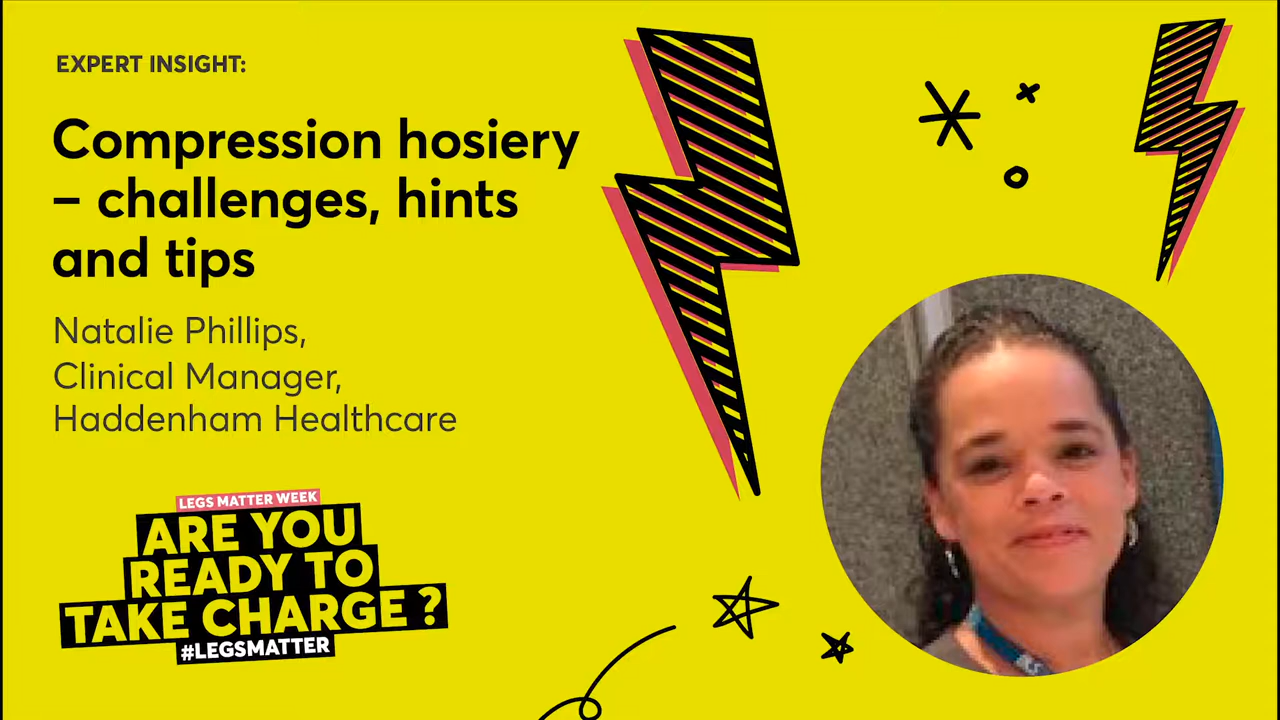 EXPERT INSIGHT:
Compression hosiery
– challenges, hints
and tips
Natalie Phillips,
Clinical Manager,
Haddenham Healthcare
LEGS MATTER WEEK
ARE YOU
READY TO
TAKE CHARGE?
#LEGSMATTER